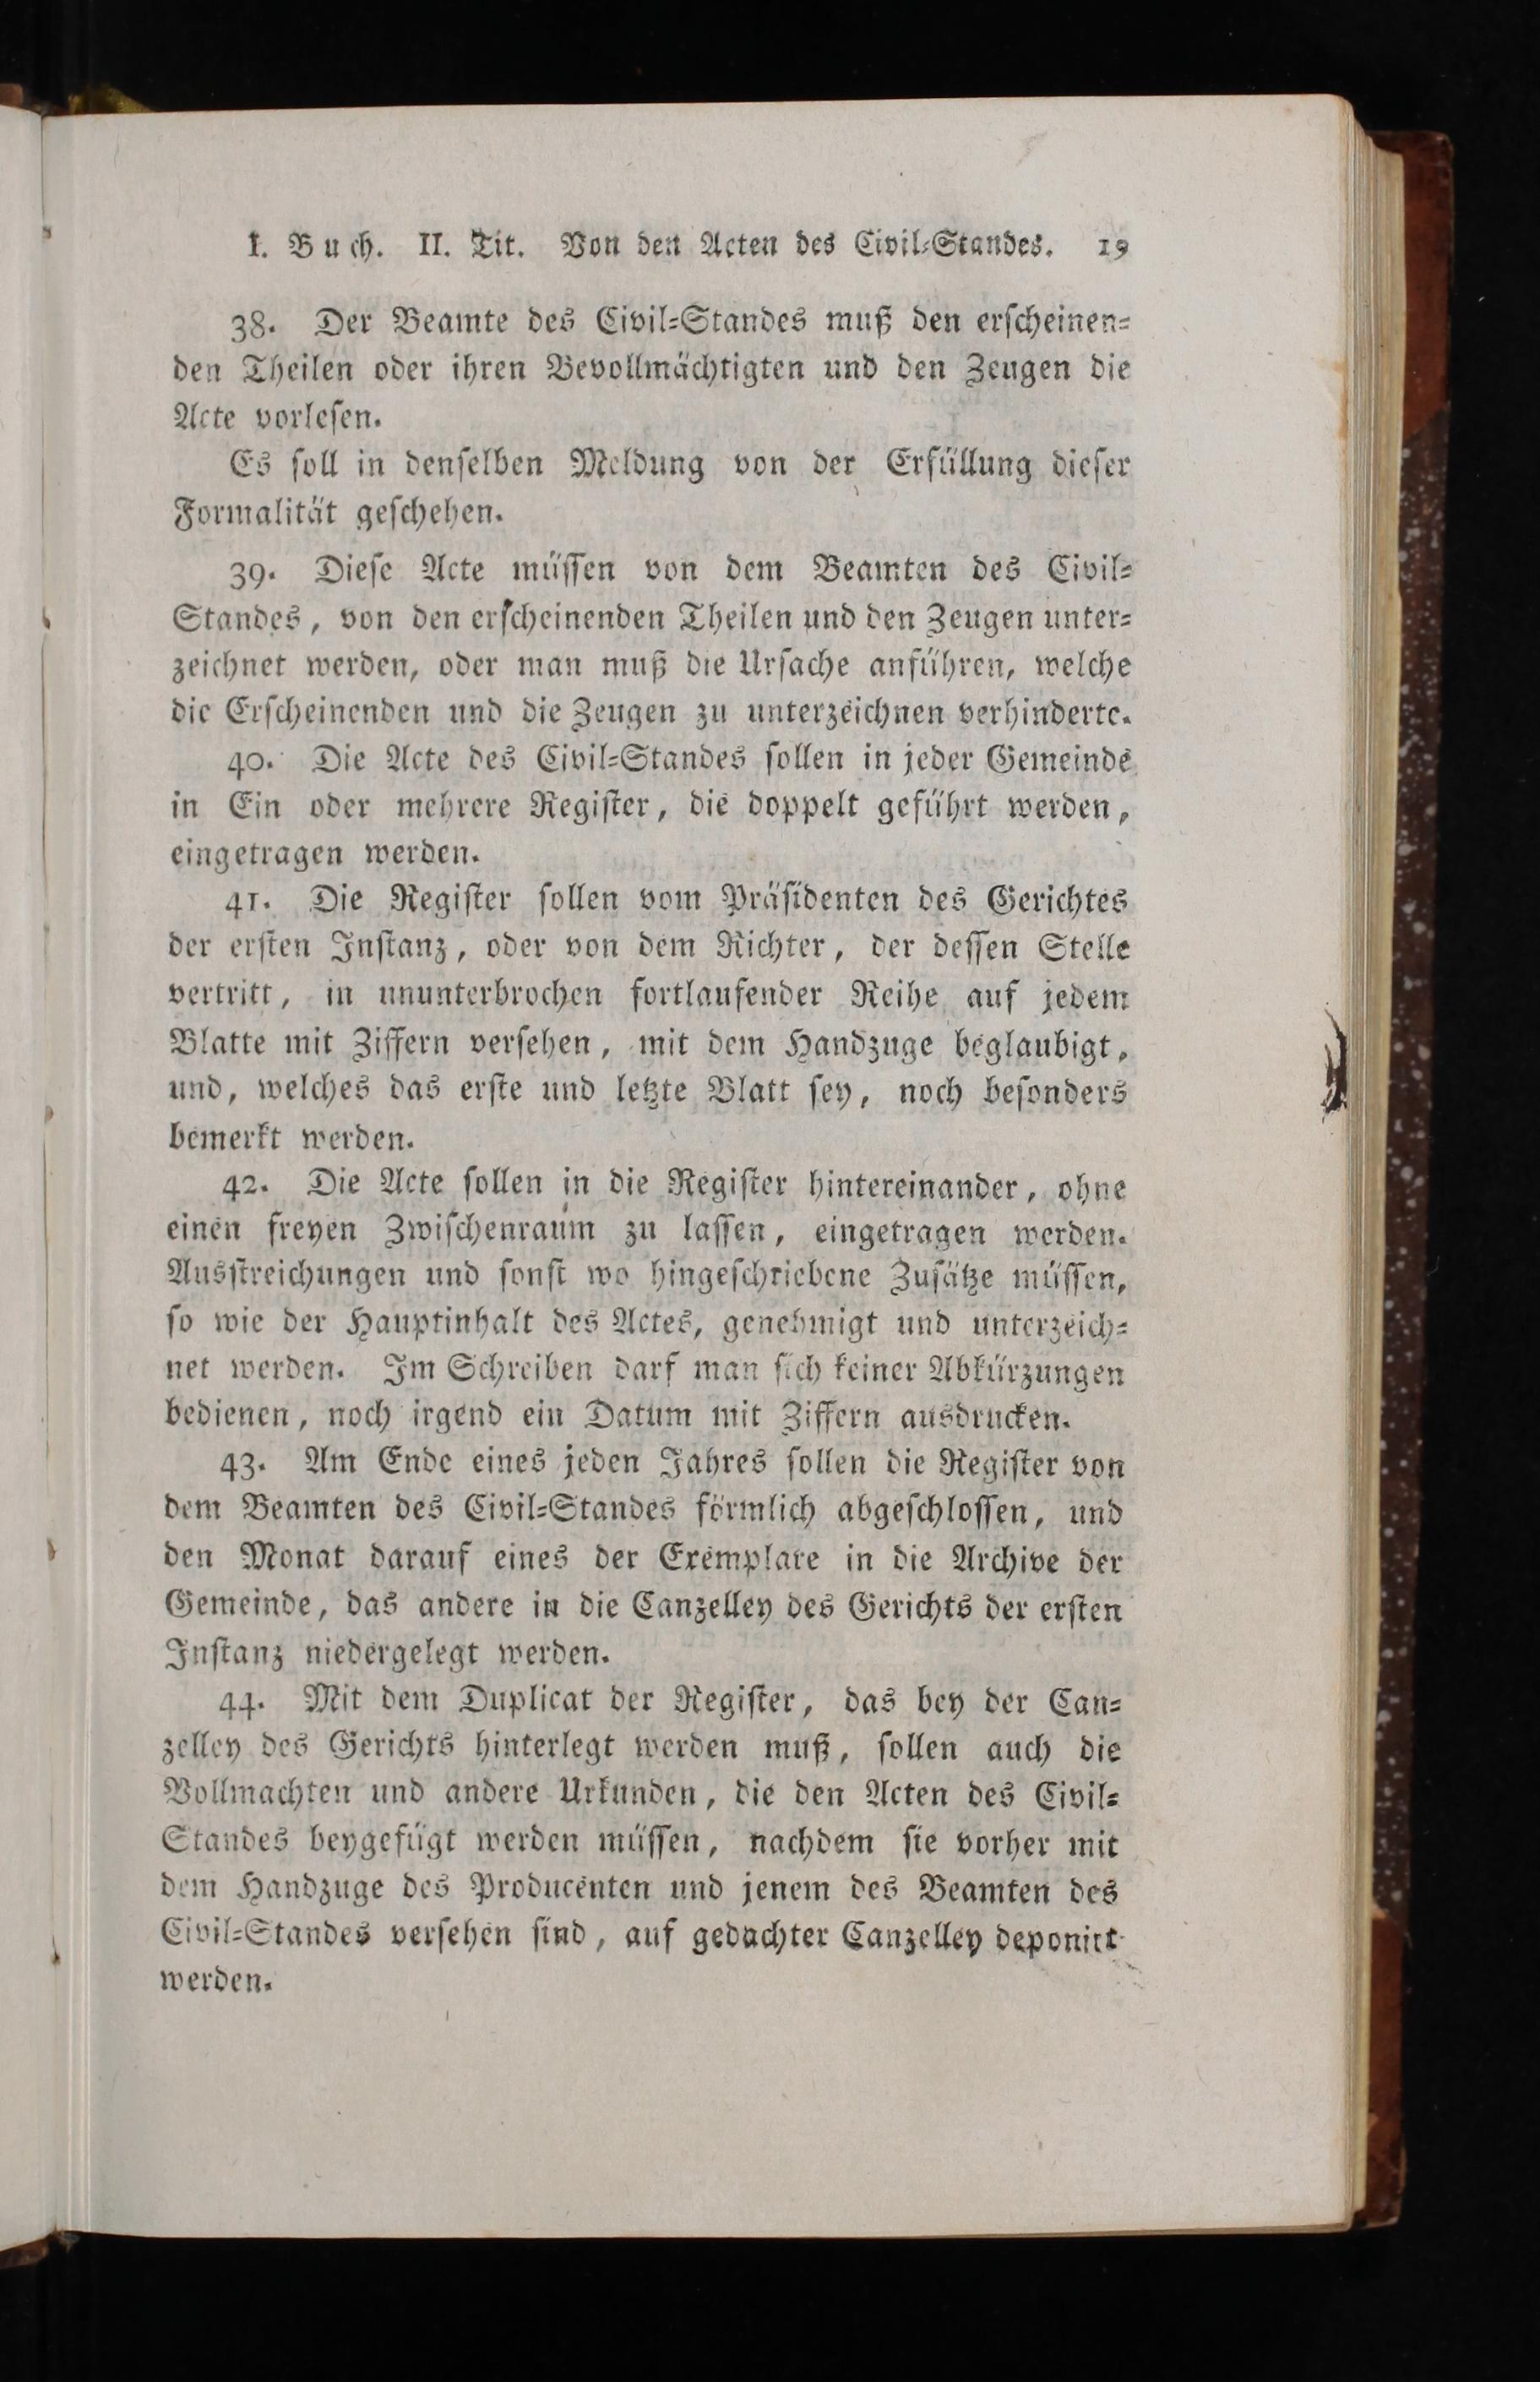 I. Buch. II. Tit. Von den Acten des Civil-Standes. 19
38. Der Beamte des Civil-Standes muß den erscheinen-
den Theilen oder ihren Bevollmächtigten und den Zeugen die
Acte vorlesen.
Es soll in denselben Meldung von der Erfüllung dieser
Formalität geschehen.
39. Diese Acte müssen von dem Beamten des Civil-
Standes, von den erscheinenden Theilen und den Zeugen unter-
zeichnet werden, oder man muß die Ursache anführen, welche
die Erscheinenden und die Zeugen zu unterzeichnen verhinderte.
40. Die Acte des Civil-Standes sollen in jeder Gemeinde
in Ein oder mehrere Register, die doppelt geführt werden,
eingetragen werden.
41. Die Register sollen vom Präsidenten des Gerichtes
der ersten Instanz, oder von dem Richter, der dessen Stelle
vertritt, in ununterbrochen fortlaufender Reihe auf jedem
Blatte mit Ziffern versehen, mit dem Handzuge beglaubigt,
und, welches das erste und letzte Blatt sey, noch besonders
bemerkt werden.
42. Die Acte sollen in die Register hintereinander, ohne
einen freyen Zwischenraum zu lassen, eingetragen werden.
Ausstreichungen und sonst wo hingeschriebene Zusätze müssen,
so wie der Hauptinhalt des Actes, genehmigt und unterzeich-
net werden. Im Schreiben darf man sich keiner Abkürzungen
bedienen, noch irgend ein Datum mit Ziffern ausdrucken.
43. Am Ende eines jeden Jahres sollen die Register von
dem Beamten des Civil-Standes förmlich abgeschlossen, und
den Monat darauf eines der Exemplare in die Archive der
Gemeinde, das andere in die Canzelley des Gerichts der ersten
Instanz niedergelegt werden.
44. Mit dem Duplicat der Register, das bey der Can-
zelley des Gerichts hinterlegt werden muß, sollen auch die
Vollmachten und andere Urkunden, die den Acten des Civil-
Standes beygefügt werden müssen, nachdem sie vorher mit
dem Handzuge des Producenten und jenem des Beamten des
Civil-Standes versehen sind, auf gedachter Canzelley deponirt
werden.